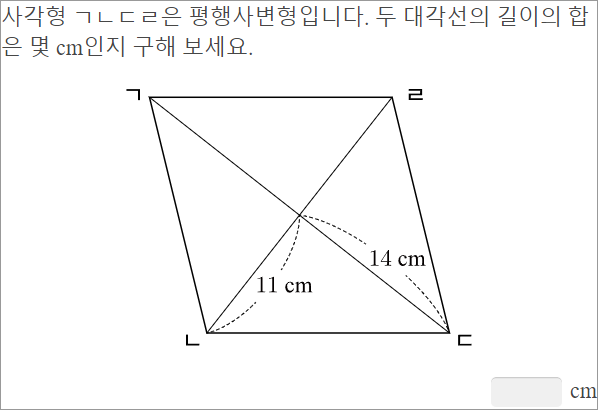 사각형 ㄱㄴㄷㄹ은 평행사변형입니다. 두 대각선의 길이의 합
은 몇 cm인지 구해 보세요.
ㄱ ㄹ
14 cm
11 cm
ㄴ ㄷ
cm